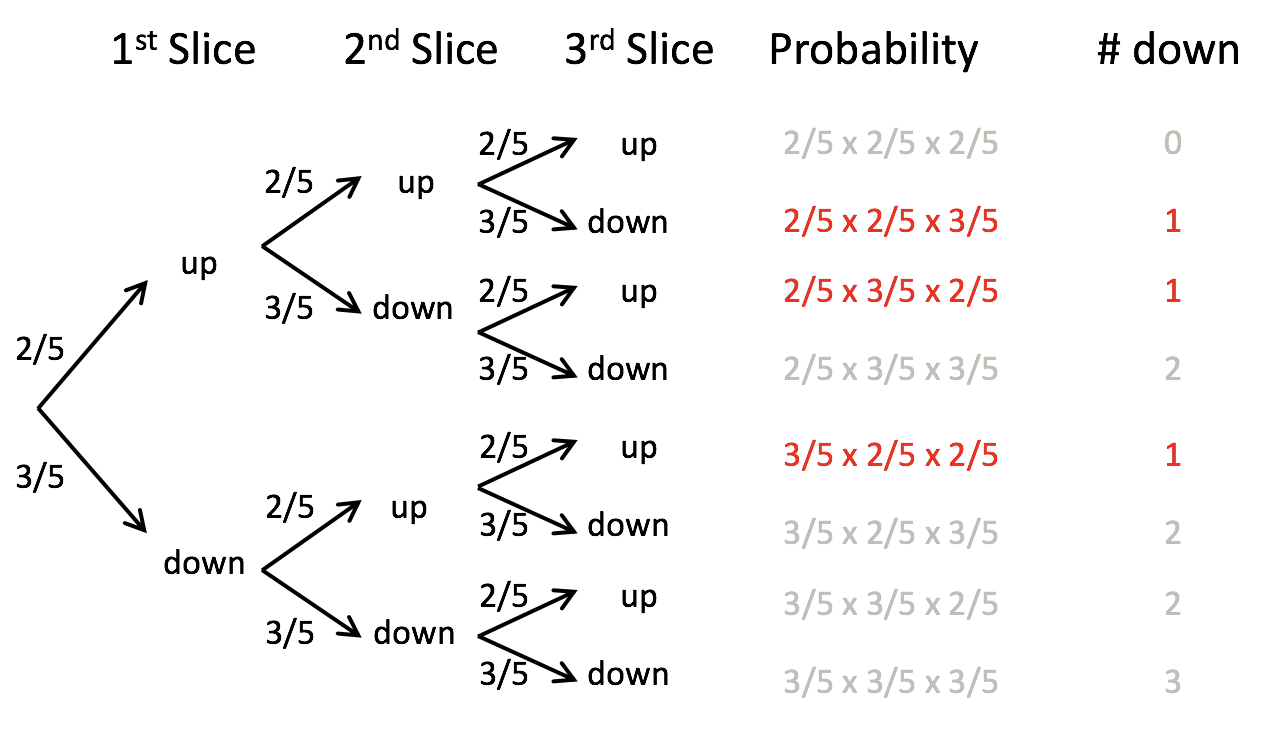 1st Slice 2nd Slice 3rd Slice Probability # down
2/5 up 2/5 x 2/5 x 2/5 0
2/5 up
3/5 down 2/5 x 2/5 x 3/5 1
up
3/5 down 2/5 up 2/5 x 3/5 x 2/5 1
2/5
3/5 down 2/5 x 3/5 x 3/5 2
3/5
2/5 up 3/5 x 2/5 x 2/5 1
2/5 up
3/5 down 3/5 x 2/5 x 3/5 2
down
2/5 up 3/5 x 3/5 x 2/5 2
3/5 down
3/5 down 3/5 x 3/5 x 3/5 3